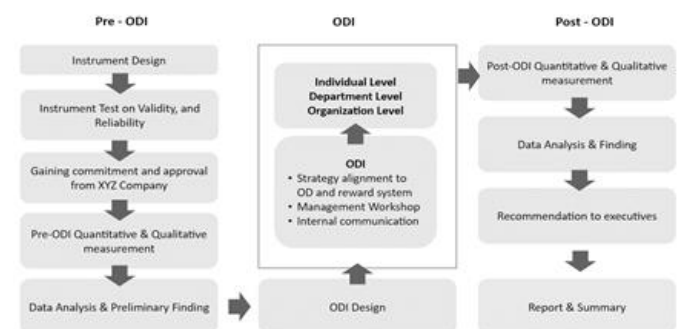 Pre - ODI
Instrument Design
Instrument Test on Validity, and
Reliability
Gaining commitment and approval
from XYZ Company
Pre-ODI Quantitative & Qualitative
measurement
Data Analysis & Preliminary Finding
ODI
Individual Level
Department Level
Organization Level
ODI
• Strategy alignment to
OD and reward system
• Management Workshop
• Internal communication
ODI Design
Post - ODI
Post-ODI Quantitative & Qualitative
measurement
Data Analysis & Finding
Recommendation to executives
Report & Summary